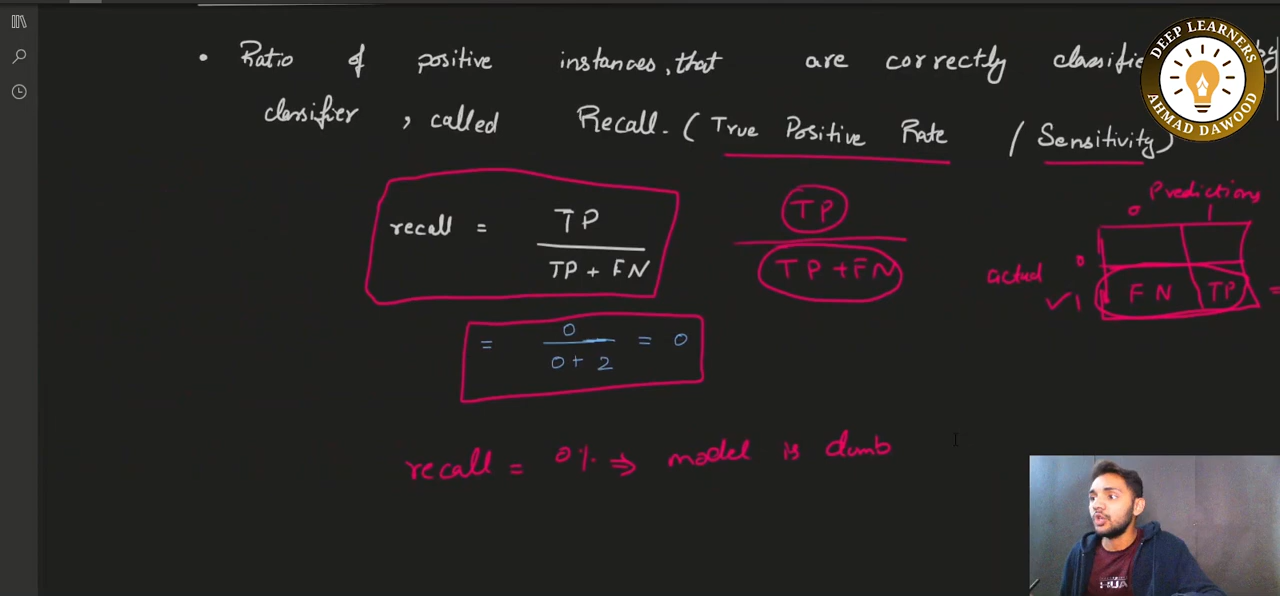 • Ratio of positive instances, that are correctly classifie by
classifier, called Recall. (True Positive Rate / Sensitivity)
DEEP LEARNERS
AHMAD DAWOOD
recall = TP / TP + FN
TP / TP + FN
Predictions
0 1
actual 0
✓1 FN TP =
= 0 / 0 + 2 = 0
recall = 0% ⇒ model is dumb
HUA